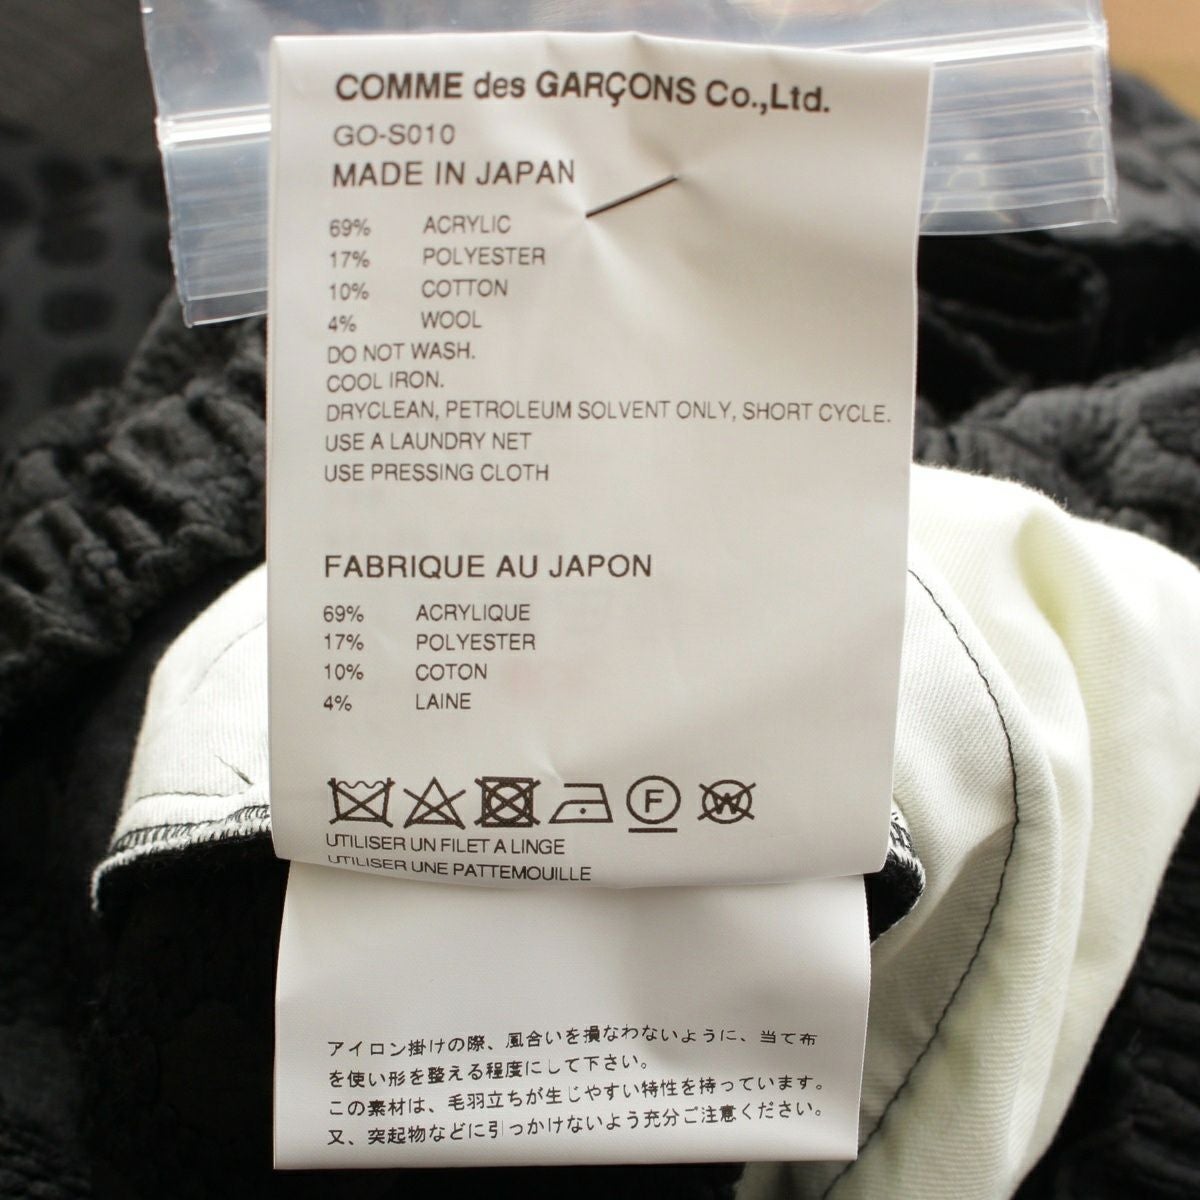 COMME des GARÇONS Co.,Ltd.
GO-S010
MADE IN JAPAN
69% ACRYLIC
17% POLYESTER
10% COTTON
4% WOOL
DO NOT WASH.
COOL IRON.
DRYCLEAN, PETROLEUM SOLVENT ONLY, SHORT CYCLE.
USE A LAUNDRY NET
USE PRESSING CLOTH
FABRIQUE AU JAPON
69% ACRYLIQUE
17% POLYESTER
10% COTON
4% LAINE
F W
UTILISER UN FILET A LINGE
UTILISER UNE PATTEMOUILLE
アイロン掛けの際、風合いを損なわないように、当て布
を使い形を整える程度にして下さい。
この素材は、毛羽立ちが生じやすい特性を持っています。
又、突起物などに引っかけないよう充分ご注意ください。